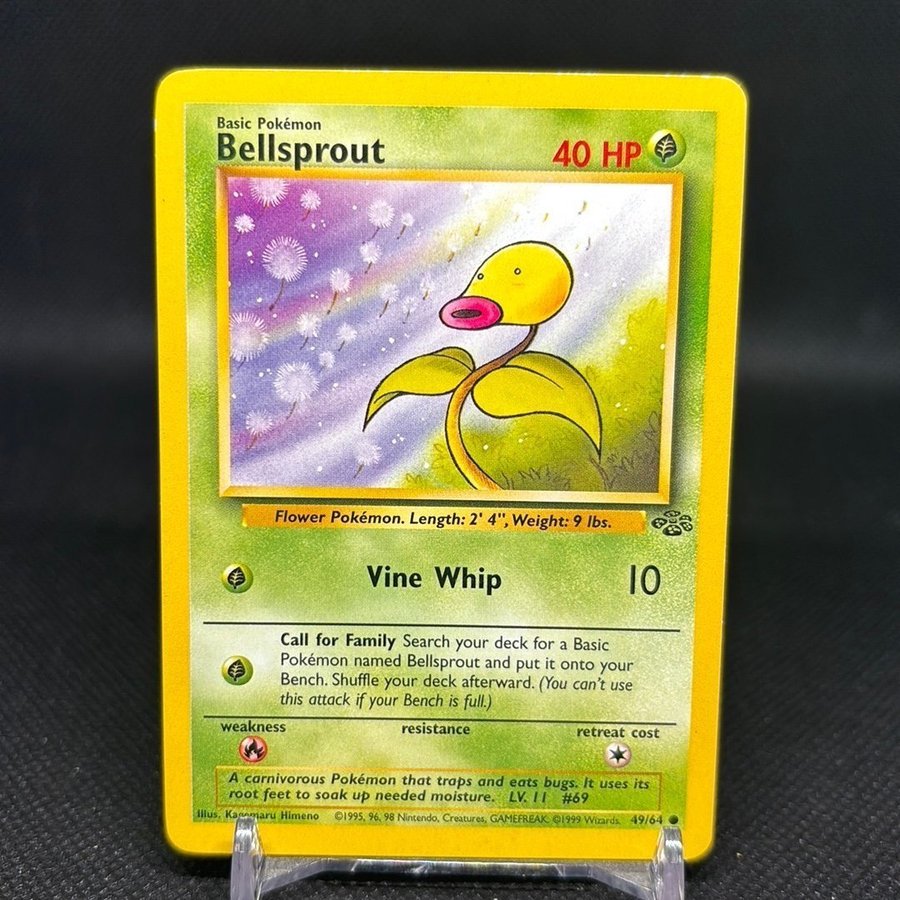 Basic Pokémon
Bellsprout
40 HP
Flower Pokémon. Length: 2' 4", Weight: 9 lbs.
Vine Whip 10
Call for Family Search your deck for a Basic
Pokémon named Bellsprout and put it onto your
Bench. Shuffle your deck afterward. (You can't use
this attack if your Bench is full.)
weakness resistance retreat cost
A carnivorous Pokémon that traps and eats bugs. It uses its
root feet to soak up needed moisture. LV. 11 #69
Illus. Kagemaru Himeno ©1995, 96, 98 Nintendo, Creatures, GAMEFREAK. ©1999 Wizards. 49/64